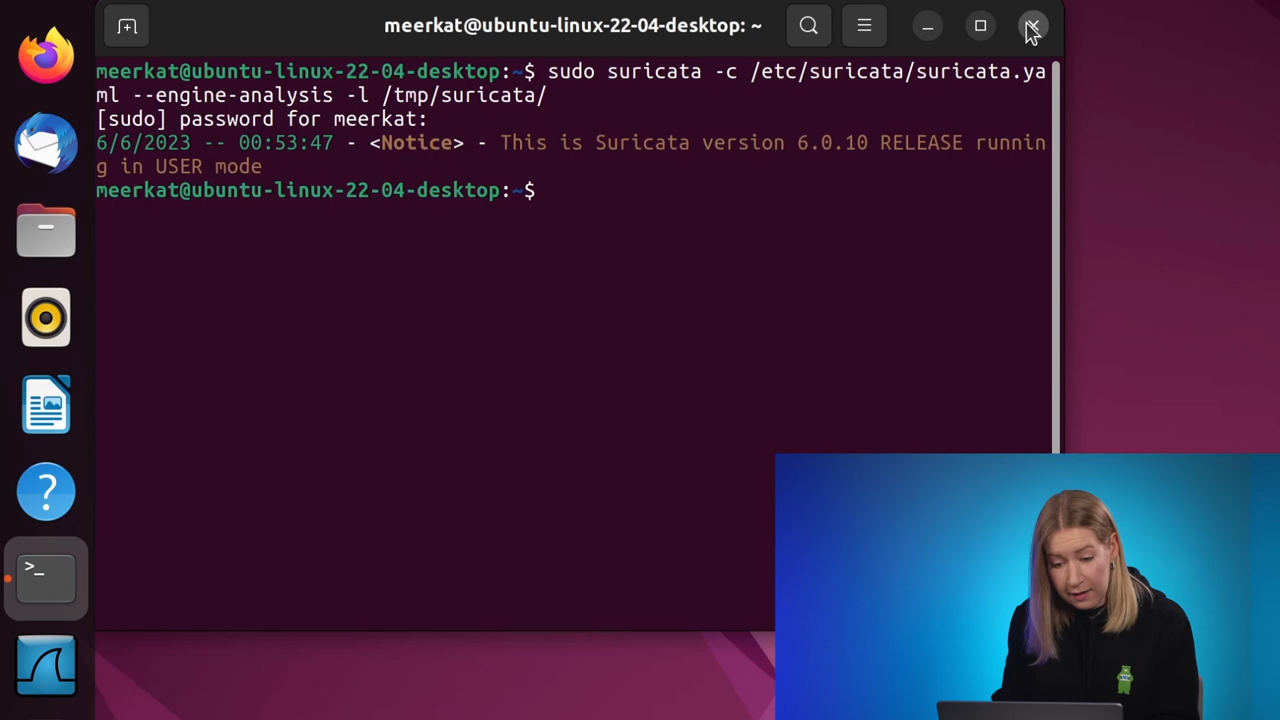 meerkat@ubuntu-linux-22-04-desktop: ~
meerkat@ubuntu-linux-22-04-desktop:~$ sudo suricata -c /etc/suricata/suricata.ya
ml --engine-analysis -l /tmp/suricata/
[sudo] password for meerkat:
6/6/2023 -- 00:53:47 - <Notice> - This is Suricata version 6.0.10 RELEASE runnin
g in USER mode
meerkat@ubuntu-linux-22-04-desktop:~$